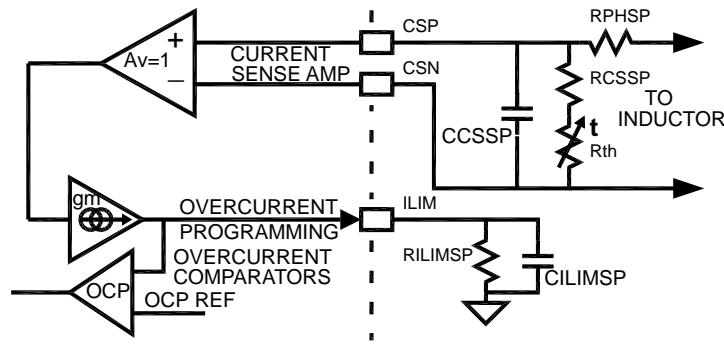 CSP
RPHSP
+
Av=1
−
CURRENT
SENSE AMP
CSN
RCSSP
TO
INDUCTOR
CCSSP
t
Rth
gm
OVERCURRENT
PROGRAMMING
ILIM
OVERCURRENT
COMPARATORS
RILIMSP
CILIMSP
OCP
OCP REF